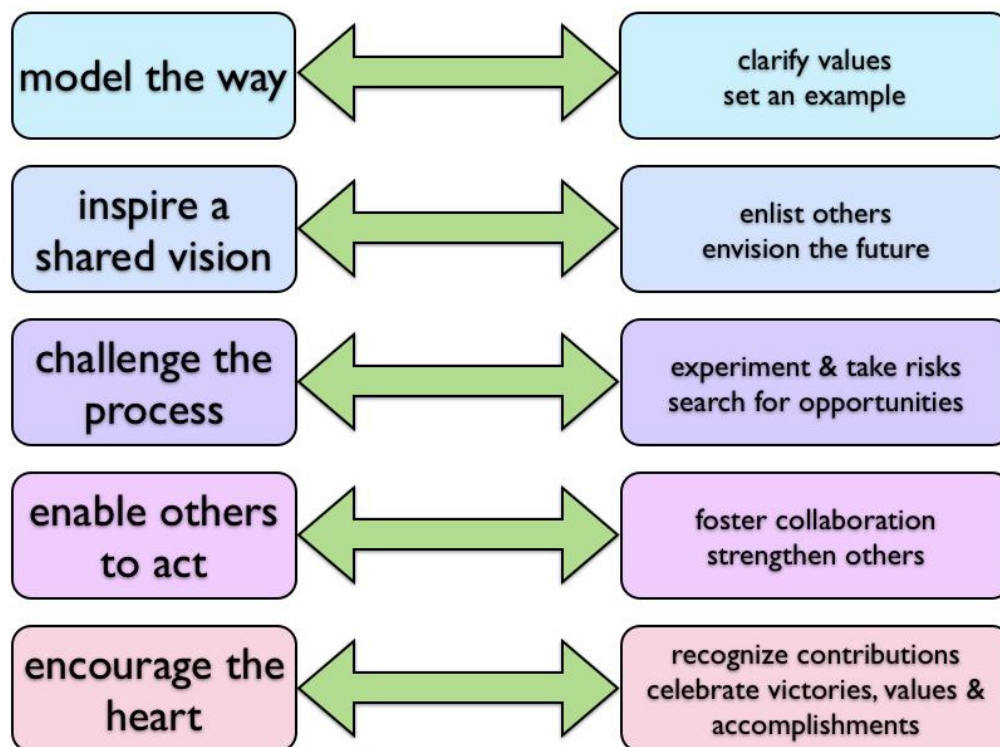 model the way
clarify values
set an example
inspire a
shared vision
enlist others
envision the future
challenge the
process
experiment & take risks
search for opportunities
enable others
to act
foster collaboration
strengthen others
encourage the
heart
recognize contributions
celebrate victories, values &
accomplishments